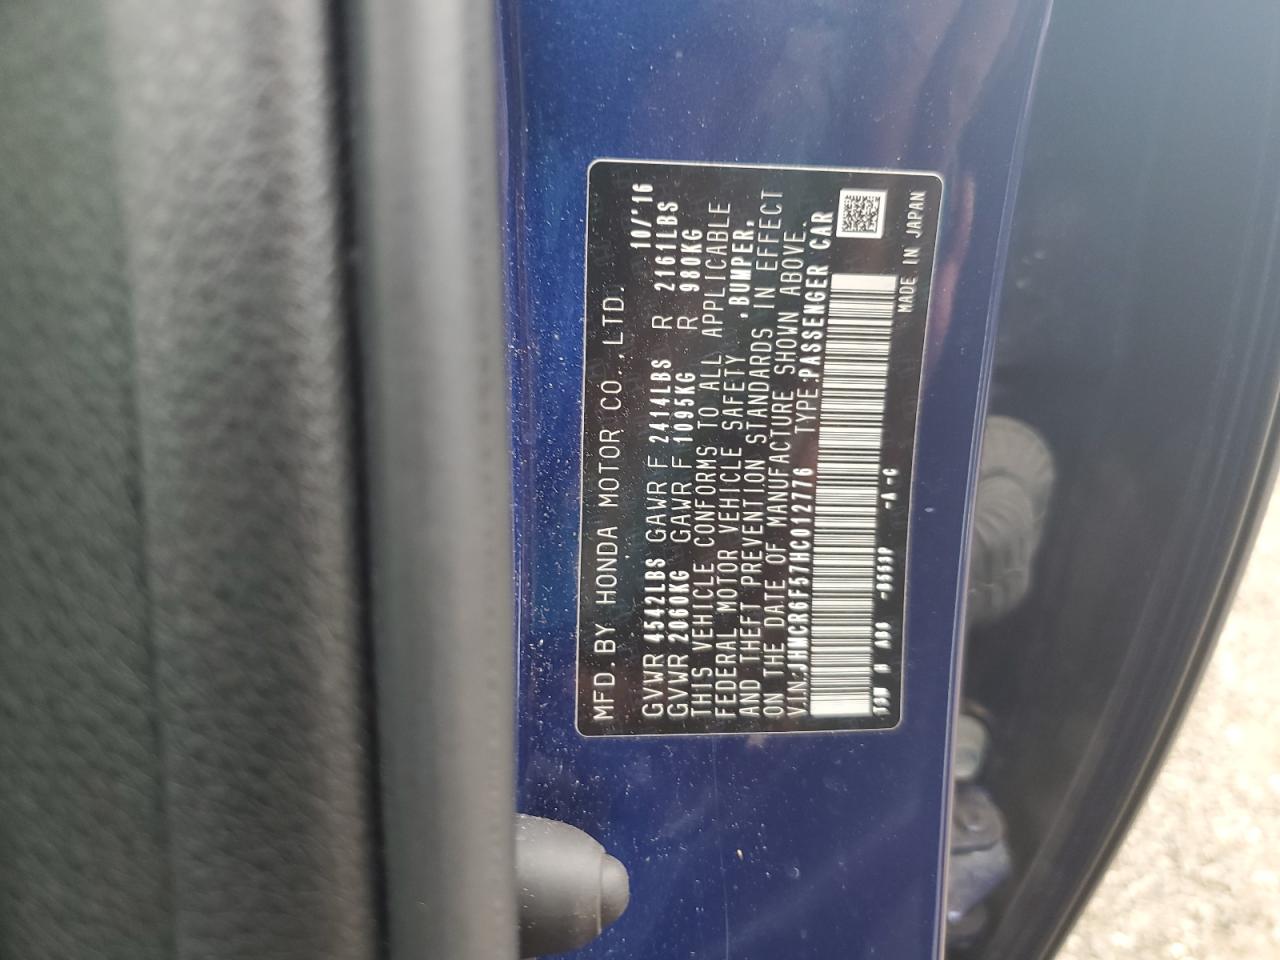 MFD. BY HONDA MOTOR CO., LTD. 10/'16
GVWR 4542LBS GAWR F 2414LBS R 2161LBS
GVWR 2060KG GAWR F 1095KG R 980KG
THIS VEHICLE CONFORMS TO ALL APPLICABLE
FEDERAL MOTOR VEHICLE SAFETY , BUMPER,
AND THEFT PREVENTION STANDARDS IN EFFECT
ON THE DATE OF MANUFACTURE SHOWN ABOVE.
V.I.N.: JHMCR6F57HC012776 TYPE: PASSENGER CAR
-A -C
MADE IN JAPAN